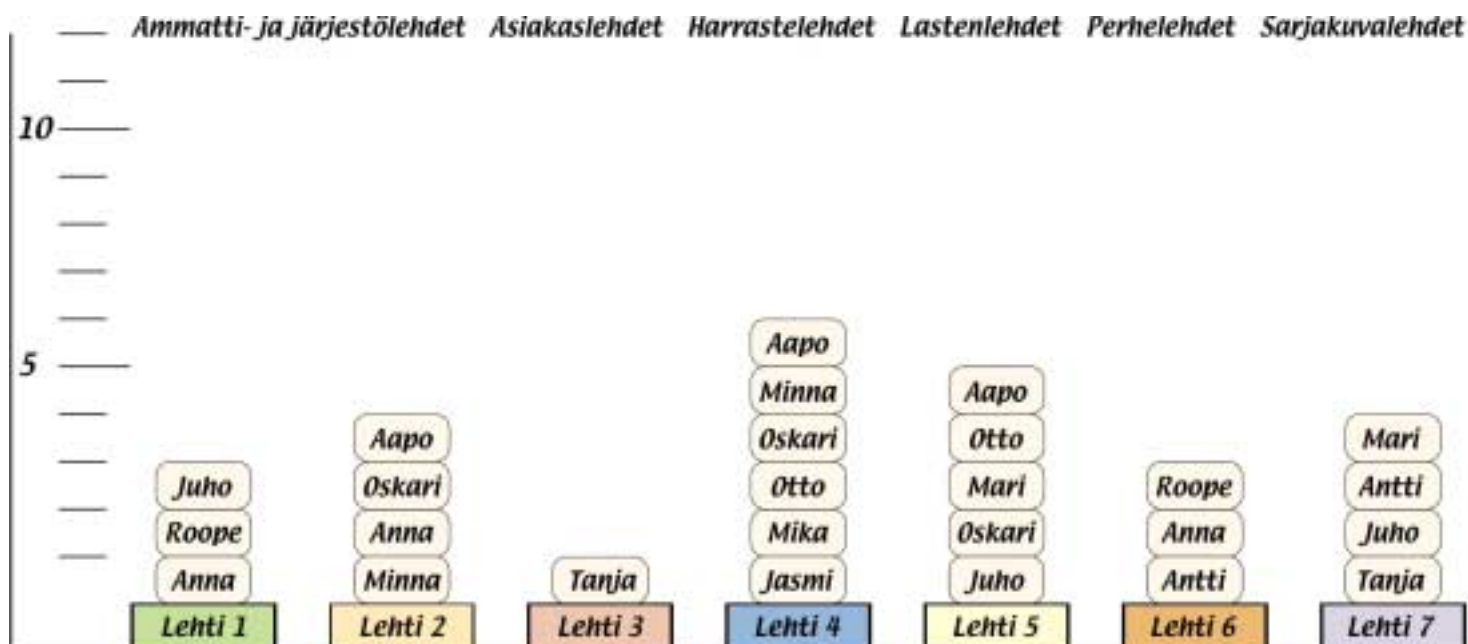 Ammatti- ja järjestölehdet Asiakaslehdet Harrastelehdet Lastenlehdet Perhelehdet Sarjakuvalehdet
10
5
Juho
Roope
Anna
Lehti 1
Aapo
Oskari
Anna
Minna
Lehti 2
Tanja
Lehti 3
Aapo
Minna
Oskari
Otto
Mika
Jasmi
Lehti 4
Aapo
Otto
Mari
Oskari
Juho
Lehti 5
Roope
Anna
Antti
Lehti 6
Mari
Antti
Juho
Tanja
Lehti 7